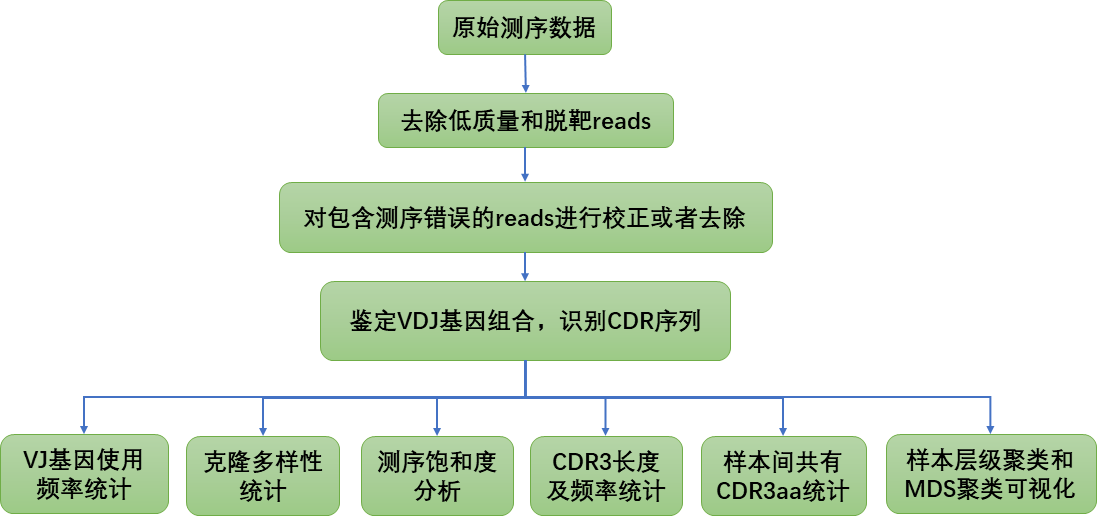 原始测序数据
去除低质量和脱靶reads
对包含测序错误的reads进行校正或者去除
鉴定VDJ基因组合，识别CDR序列
VJ基因使用
频率统计
克隆多样性
统计
测序饱和度
分析
CDR3长度
及频率统计
样本间共有
CDR3aa统计
样本层级聚类和
MDS聚类可视化